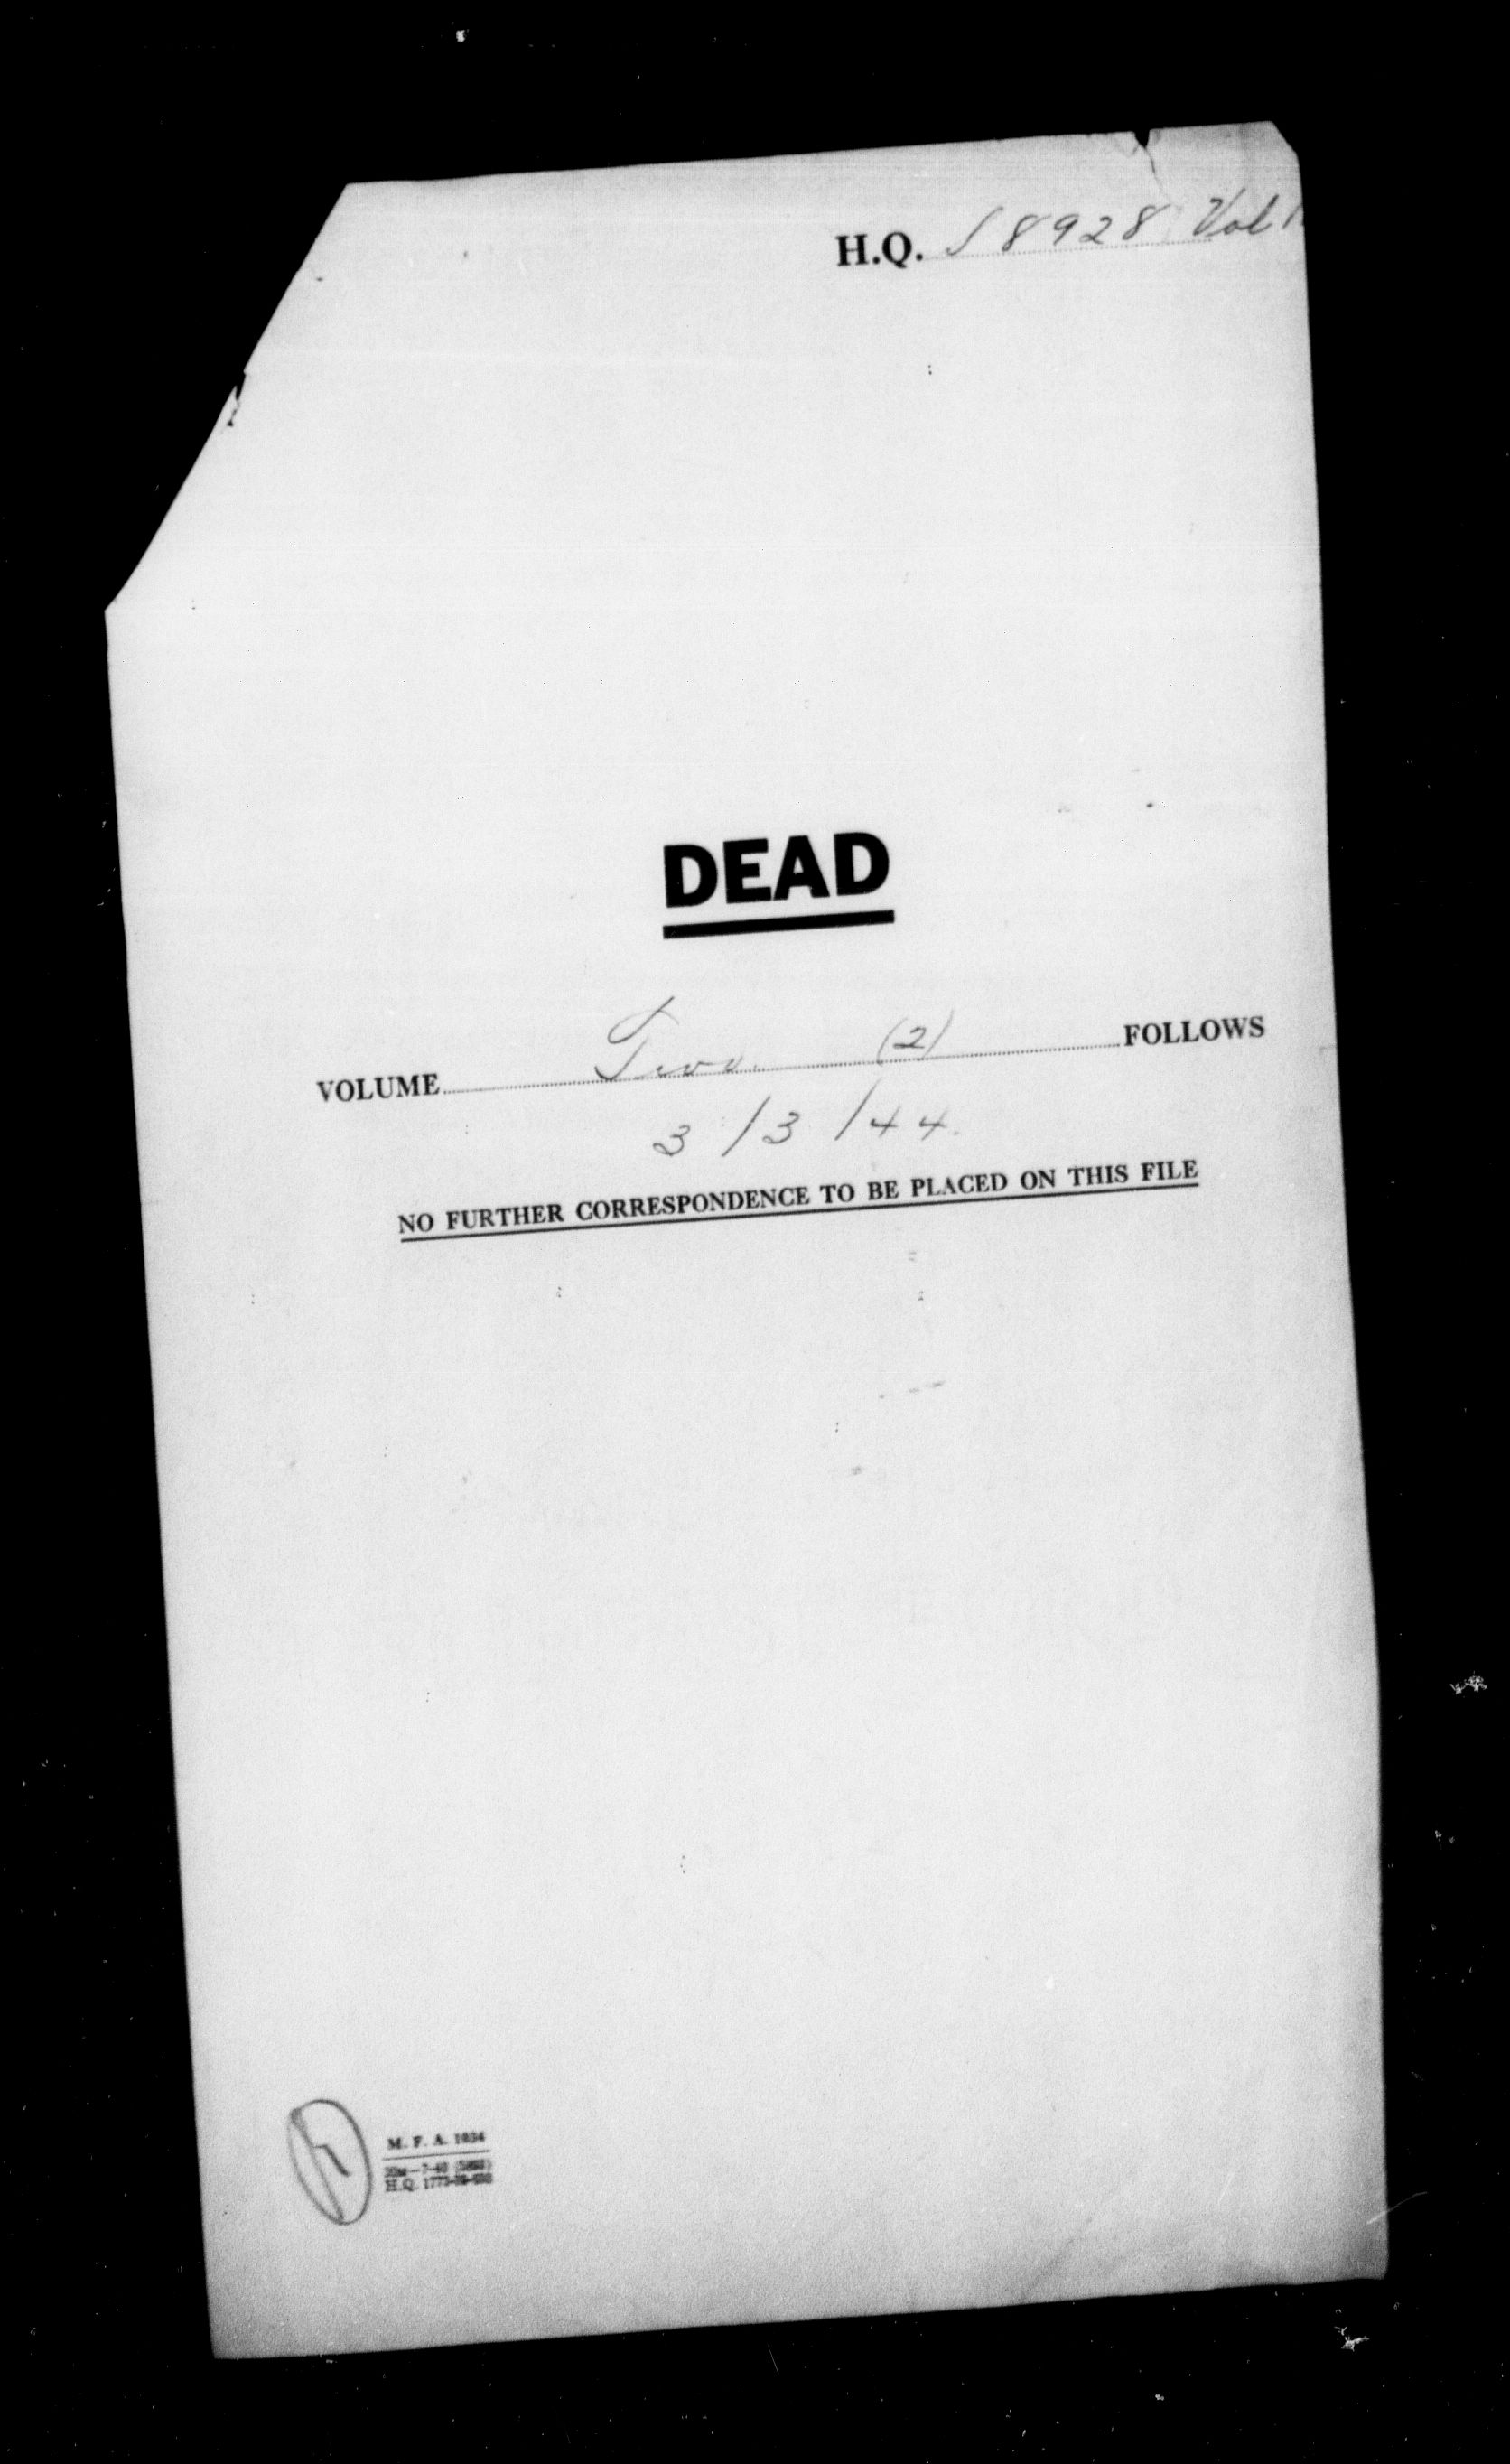 H.Q. S 8928 Vol 1
DEAD
VOLUME Two. (2) FOLLOWS
3/3/44.
NO FURTHER CORRESPONDENCE TO BE PLACED ON THIS FILE
M. F. A. 1034
H.Q.